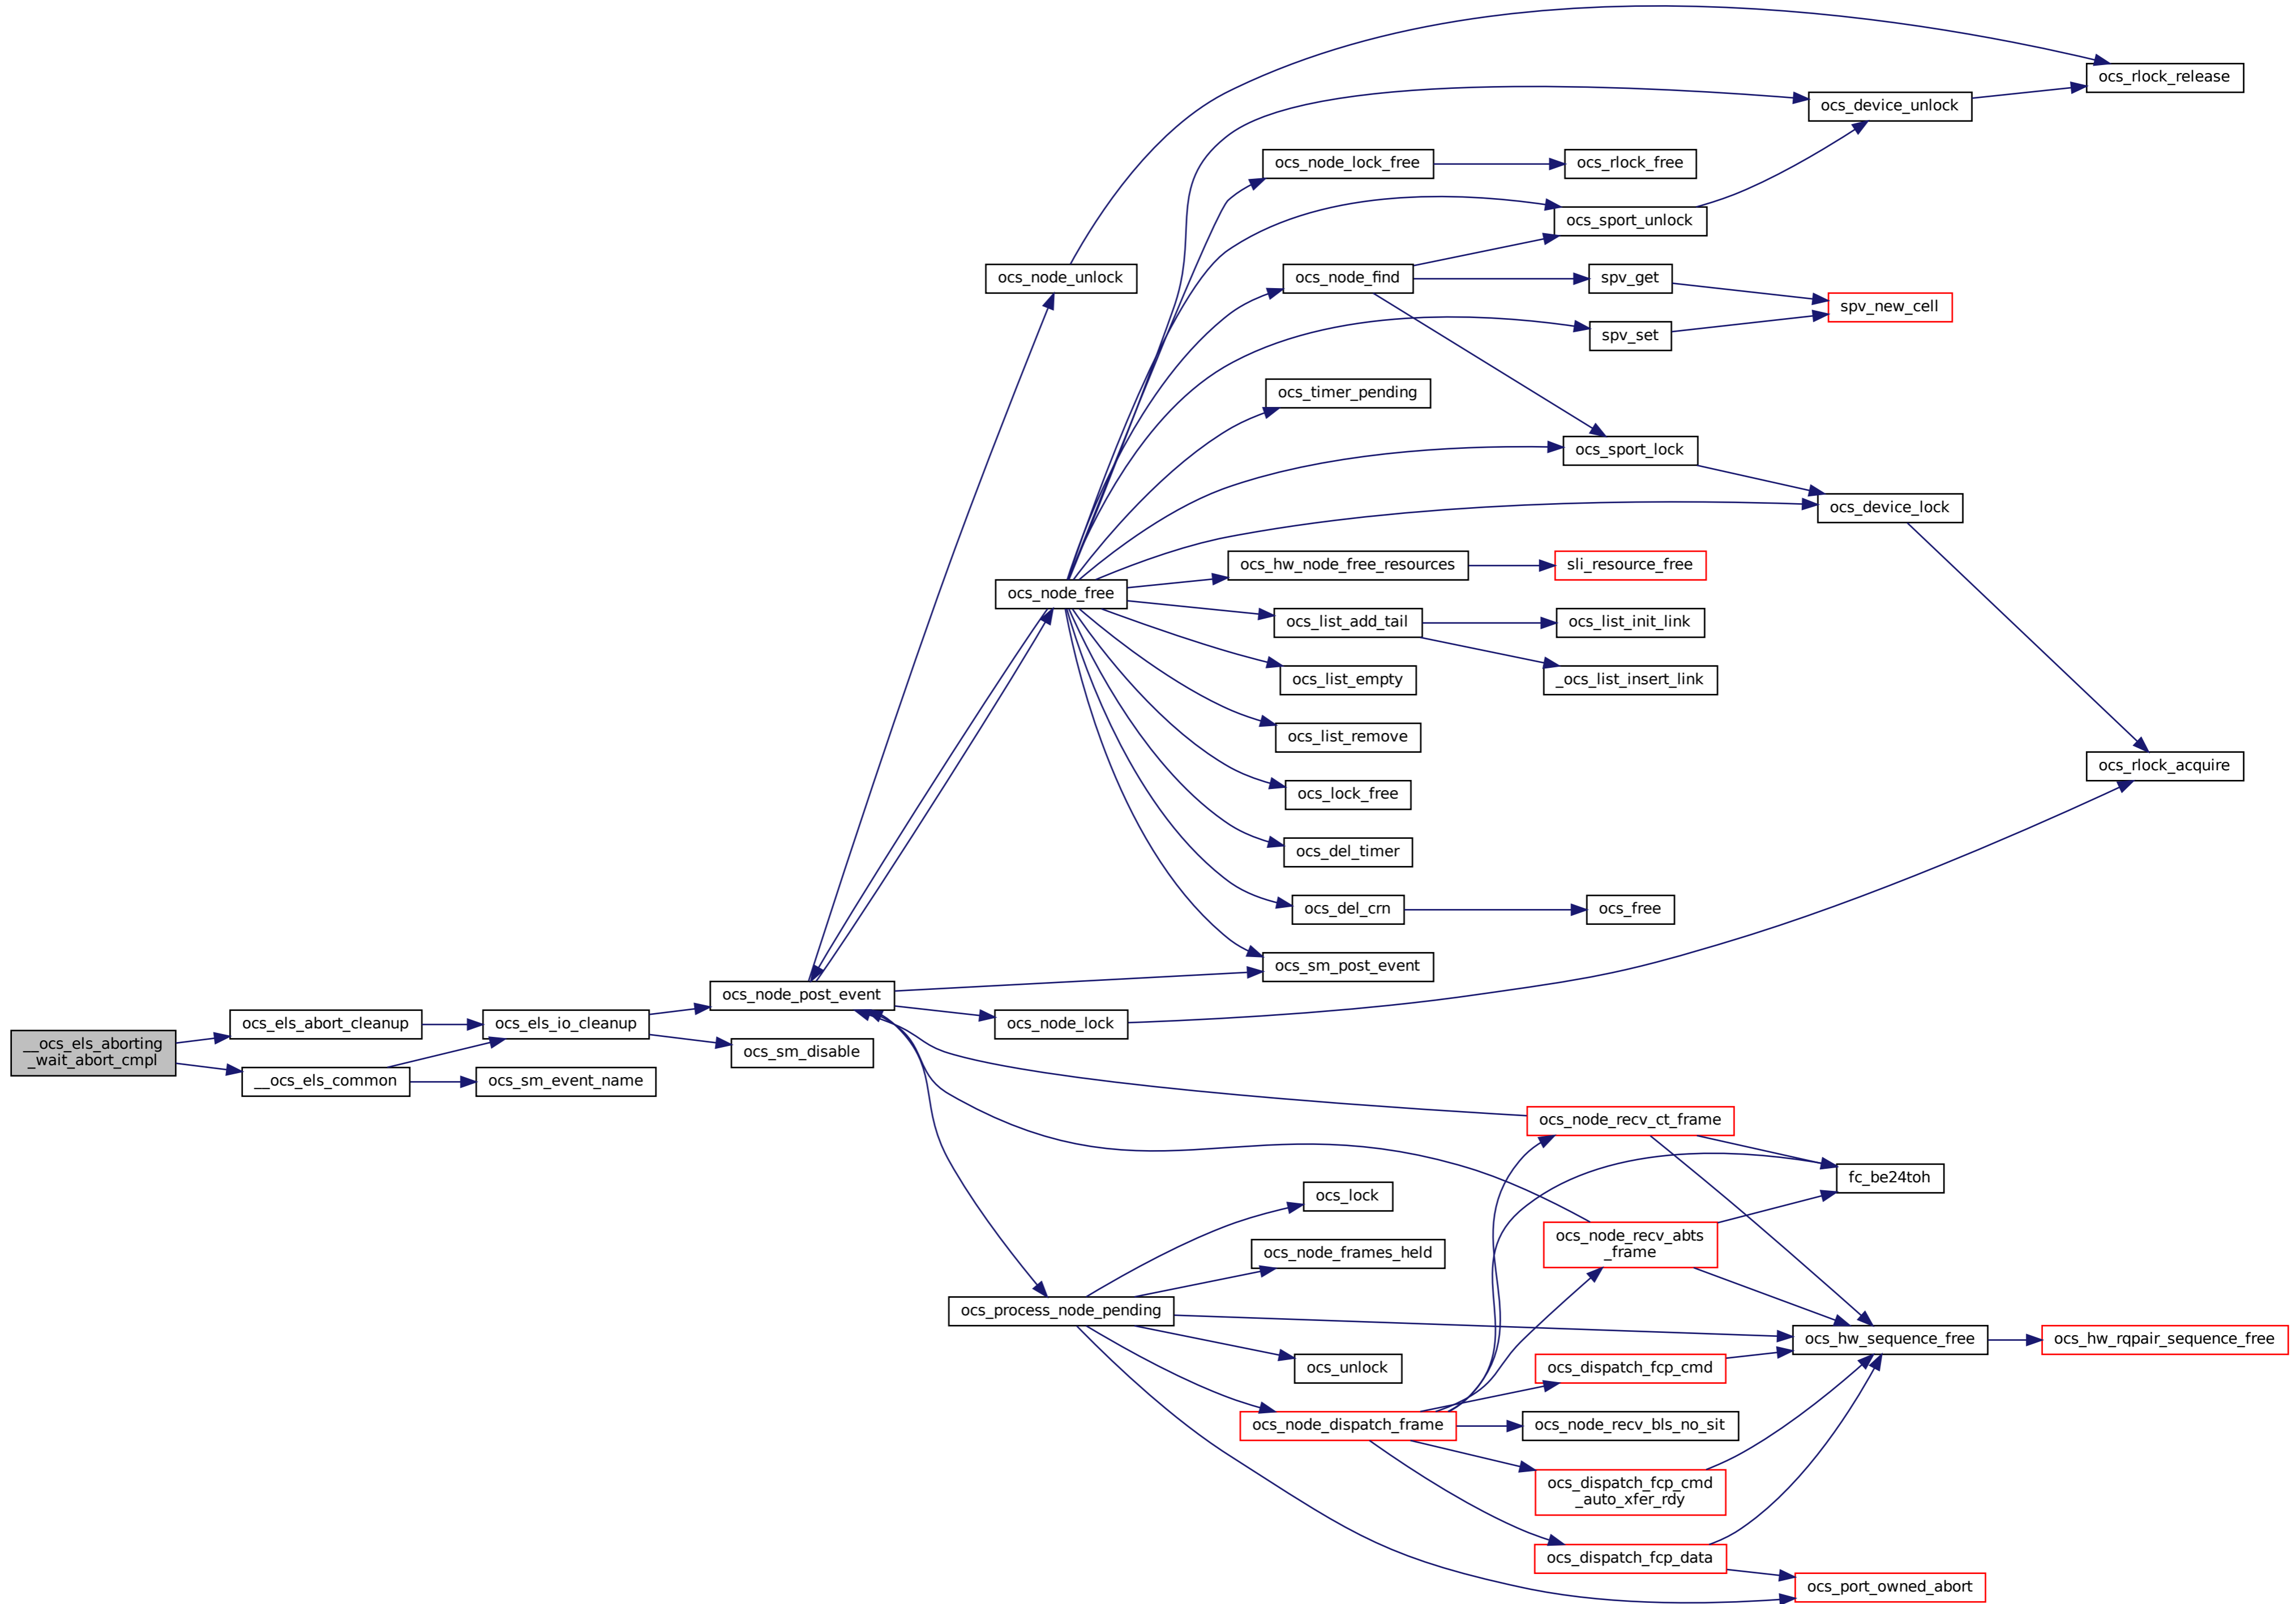 ocs_rlock_release
ocs_device_unlock
ocs_node_lock_free
ocs_rlock_free
ocs_sport_unlock
ocs_node_unlock
ocs_node_find
spv_get
spv_new_cell
spv_set
ocs_timer_pending
ocs_sport_lock
ocs_device_lock
ocs_hw_node_free_resources
sli_resource_free
ocs_node_free
ocs_list_add_tail
ocs_list_init_link
ocs_list_empty
_ocs_list_insert_link
ocs_list_remove
ocs_rlock_acquire
ocs_lock_free
ocs_del_timer
ocs_del_crn
ocs_free
ocs_sm_post_event
ocs_node_post_event
ocs_els_abort_cleanup
ocs_els_io_cleanup
ocs_node_lock
__ocs_els_aborting
_wait_abort_cmpl
ocs_sm_disable
__ocs_els_common
ocs_sm_event_name
ocs_node_recv_ct_frame
fc_be24toh
ocs_lock
ocs_node_recv_abts
_frame
ocs_node_frames_held
ocs_process_node_pending
ocs_hw_sequence_free
ocs_hw_rqpair_sequence_free
ocs_unlock
ocs_dispatch_fcp_cmd
ocs_node_dispatch_frame
ocs_node_recv_bls_no_sit
ocs_dispatch_fcp_cmd
_auto_xfer_rdy
ocs_dispatch_fcp_data
ocs_port_owned_abort